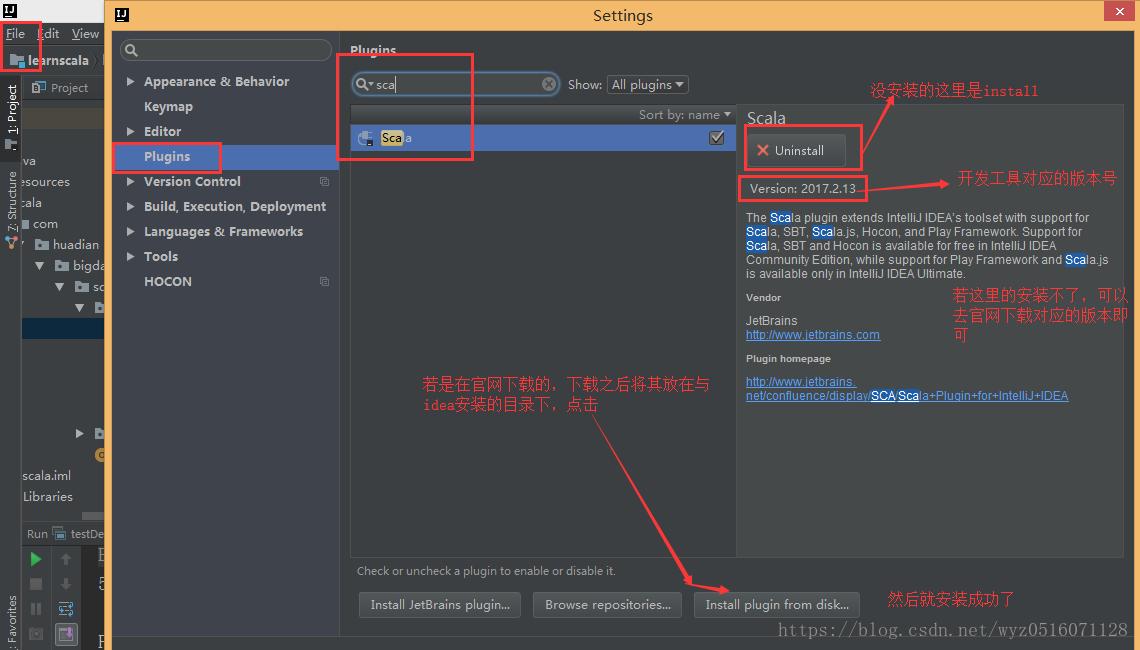 IJ
IJ Settings
File Edit View
learnscala
Project
1: Project
7: Structure
: Favorites
va
esources
cala
com
huadian
bigda
sc
scala.iml
Libraries
Run testDe
5
Appearance & Behavior
Keymap
Editor
Plugins
Version Control
Build, Execution, Deployment
Languages & Frameworks
Tools
HOCON
Plugins
sca
Show: All plugins
Sort by: name
Scala
Scala
Uninstall
没安装的这里是install
Version: 2017.2.13
开发工具对应的版本号
The Scala plugin extends IntelliJ IDEA's toolset with support for
Scala, SBT, Scala.js, Hocon, and Play Framework. Support for
Scala, SBT and Hocon is available for free in IntelliJ IDEA
Community Edition, while support for Play Framework and Scala.js
is available only in IntelliJ IDEA Ultimate.
Vendor
JetBrains
http://www.jetbrains.com
Plugin homepage
http://www.jetbrains.
net/confluence/display/SCA/Scala+Plugin+for+IntelliJ+IDEA
若这里的安装不了，可以
去官网下载对应的版本即
可
若是在官网下载的，下载之后将其放在与
idea安装的目录下，点击
Check or uncheck a plugin to enable or disable it.
Install JetBrains plugin...
Browse repositories...
Install plugin from disk...
然后就安装成功了
https://blog.csdn.net/wyz0516071128